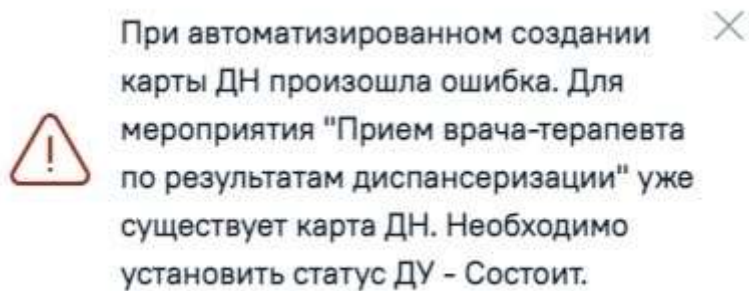 При автоматизированном создании
карты ДН произошла ошибка. Для
мероприятия "Прием врача-терапевта
по результатам диспансеризации" уже
существует карта ДН. Необходимо
установить статус ДУ - Состоит.